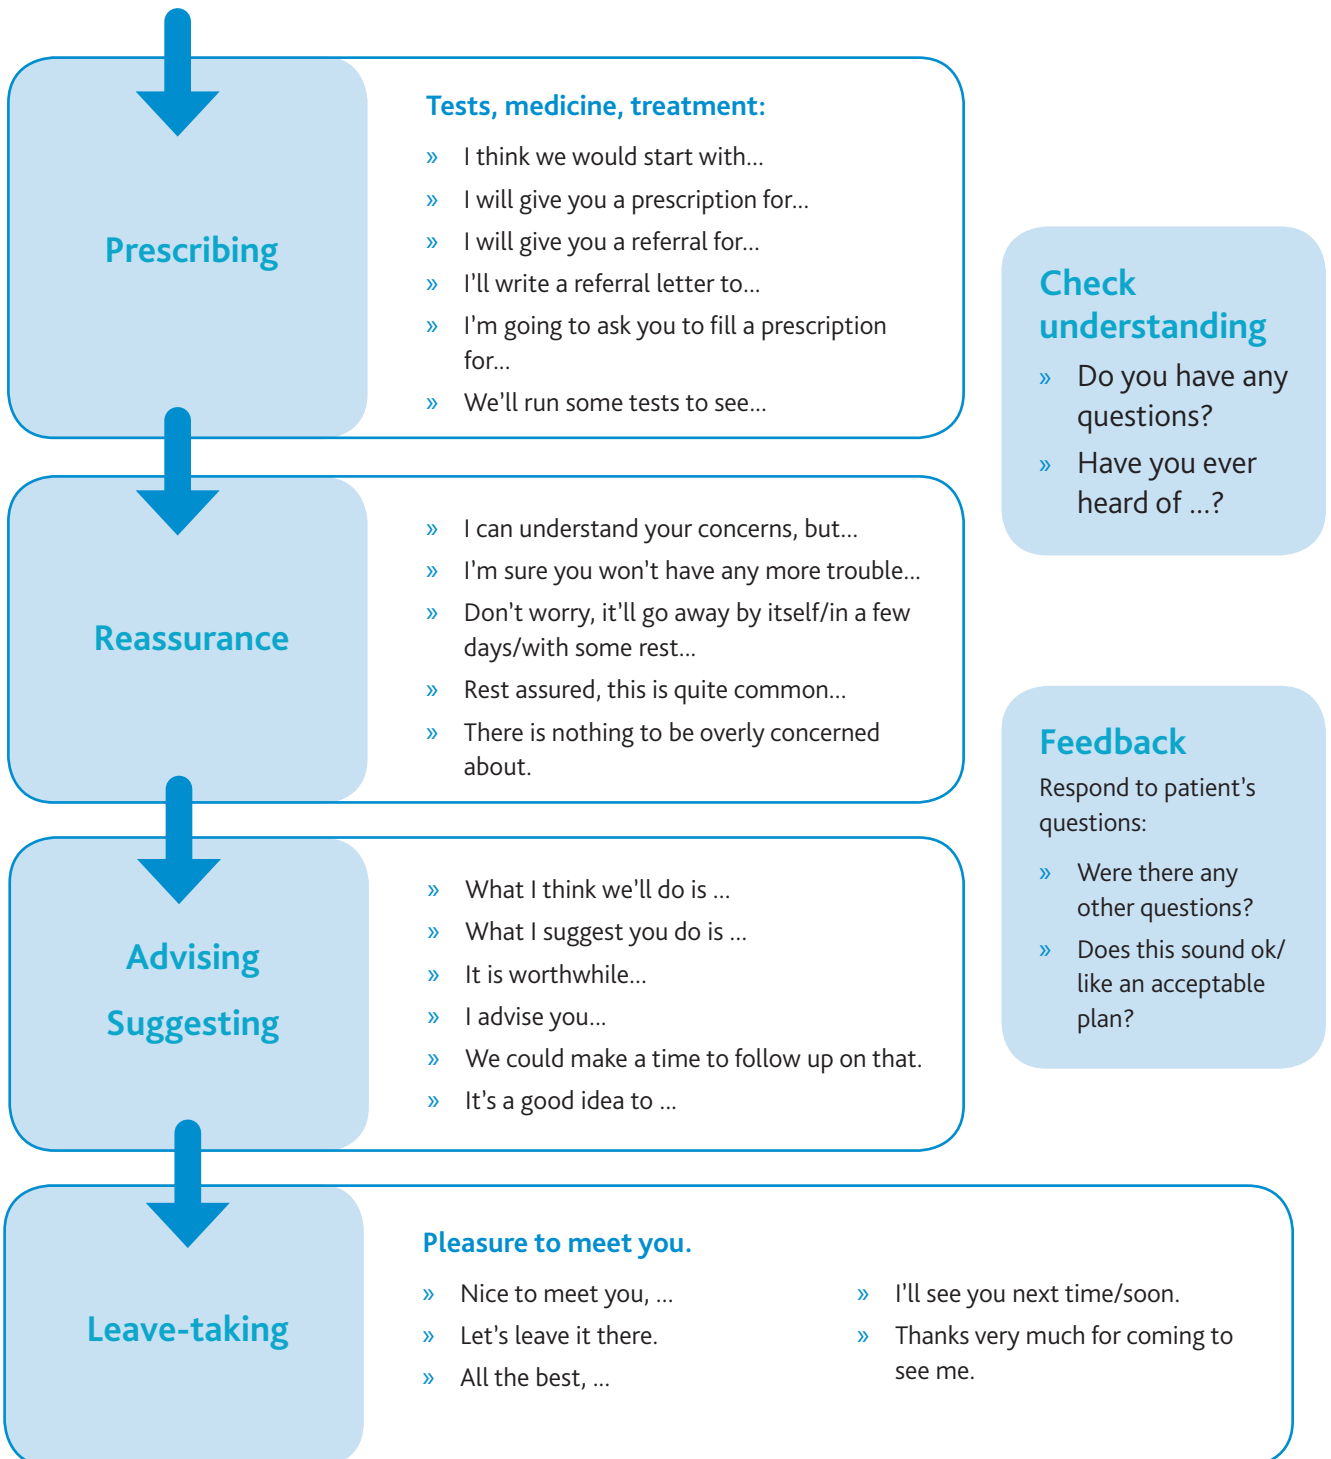 Prescribing
Tests, medicine, treatment:
» I think we would start with...
» I will give you a prescription for...
» I will give you a referral for...
» I'll write a referral letter to...
» I'm going to ask you to fill a prescription
for...
» We'll run some tests to see...
Check
understanding
» Do you have any
questions?
» Have you ever
heard of ...?
Reassurance
» I can understand your concerns, but...
» I'm sure you won't have any more trouble...
» Don't worry, it'll go away by itself/in a few
days/with some rest...
» Rest assured, this is quite common...
» There is nothing to be overly concerned
about.
Feedback
Respond to patient's
questions:
» Were there any
other questions?
» Does this sound ok/
like an acceptable
plan?
Advising
Suggesting
» What I think we'll do is ...
» What I suggest you do is ...
» It is worthwhile...
» I advise you...
» We could make a time to follow up on that.
» It's a good idea to ...
Leave-taking
Pleasure to meet you.
» Nice to meet you, ...
» Let's leave it there.
» All the best, ...
» I'll see you next time/soon.
» Thanks very much for coming to
see me.